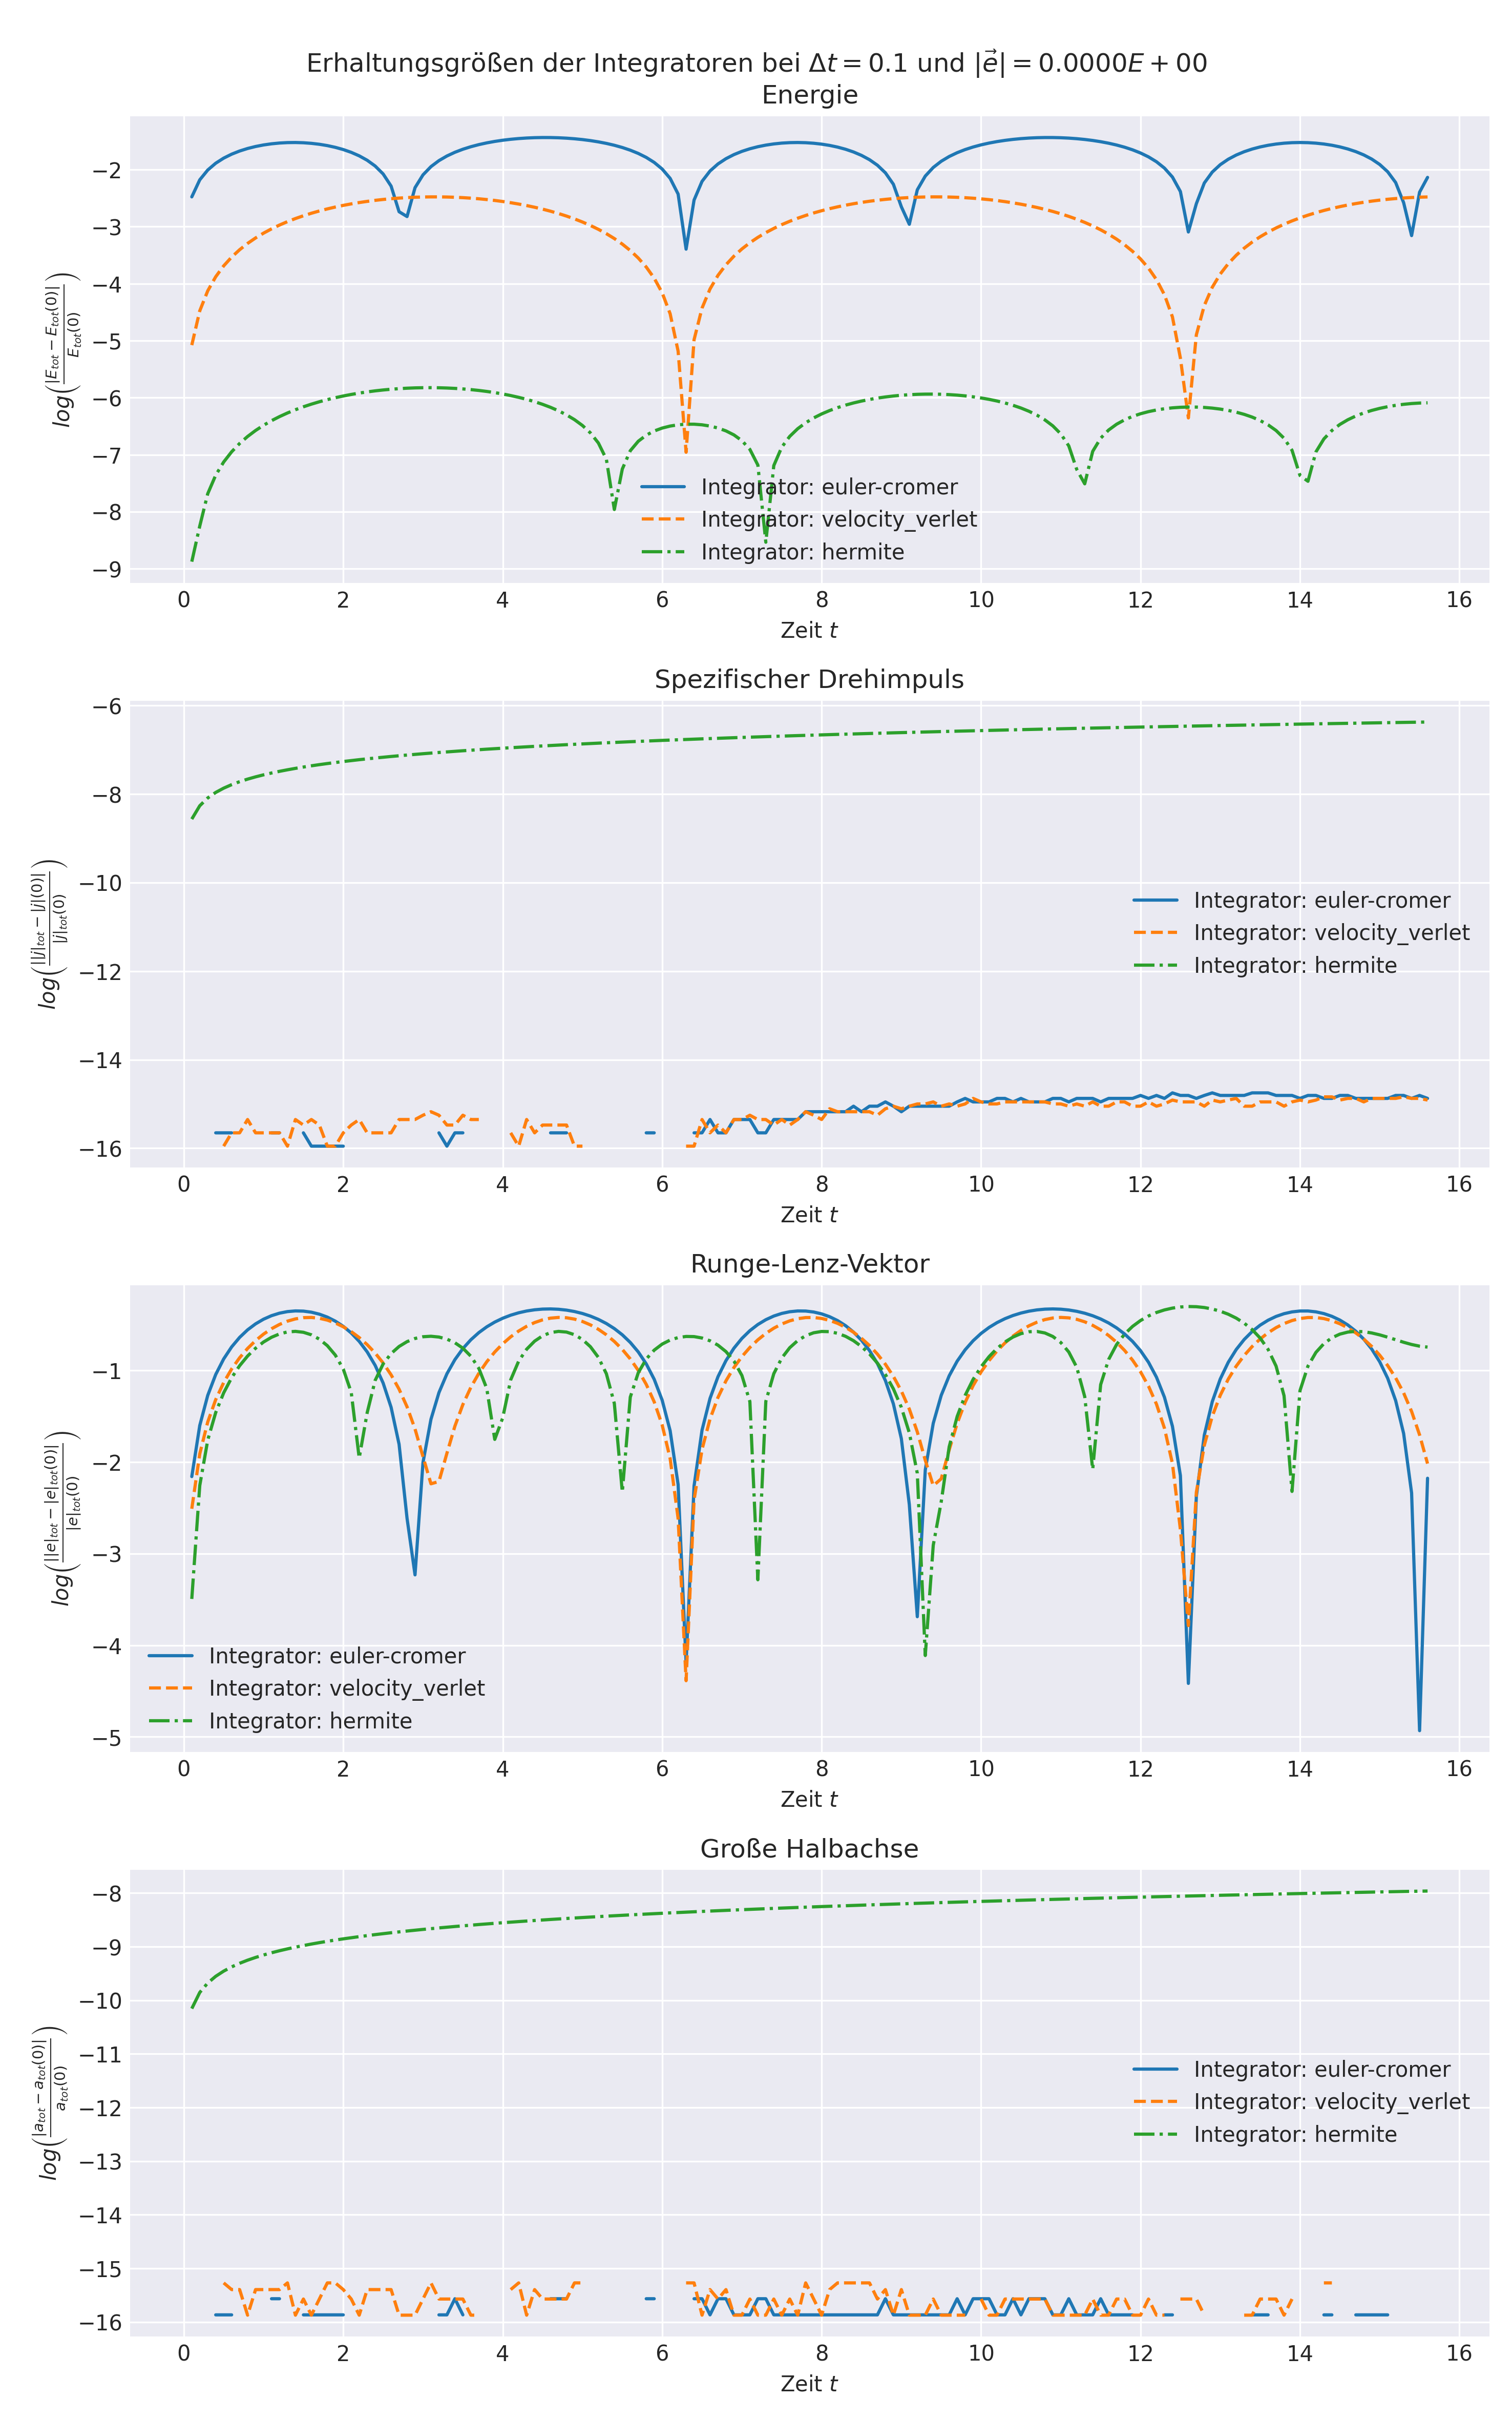 Erhaltungsgrößen der Integratoren bei Δt = 0.1 und |e⃗| = 0.0000E + 00
Energie
log(|E_tot − E_tot(0)| / E_tot(0))
−2
−3
−4
−5
−6
−7
−8
−9
Integrator: euler-cromer
Integrator: velocity_verlet
Integrator: hermite
0 2 4 6 8 10 12 14 16
Zeit t
Spezifischer Drehimpuls
log(||j|_tot − |j|(0)| / |j|_tot(0))
−6
−8
−10
−12
−14
−16
Integrator: euler-cromer
Integrator: velocity_verlet
Integrator: hermite
0 2 4 6 8 10 12 14 16
Zeit t
Runge-Lenz-Vektor
log(||e|_tot − |e|_tot(0)| / |e|_tot(0))
−1
−2
−3
−4
−5
Integrator: euler-cromer
Integrator: velocity_verlet
Integrator: hermite
0 2 4 6 8 10 12 14 16
Zeit t
Große Halbachse
log(|a_tot − a_tot(0)| / a_tot(0))
−8
−9
−10
−11
−12
−13
−14
−15
−16
Integrator: euler-cromer
Integrator: velocity_verlet
Integrator: hermite
0 2 4 6 8 10 12 14 16
Zeit t